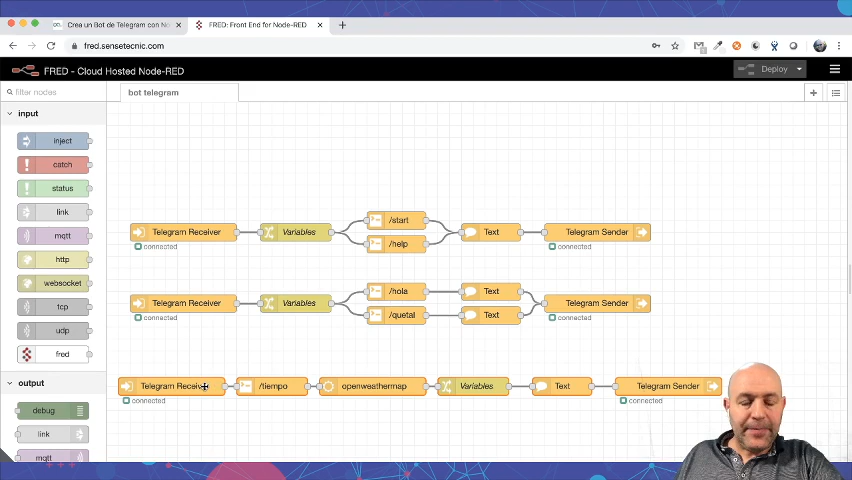 Crea un Bot de Telegram con No
FRED: Front End for Node-RED
fred.sensetecnic.com
FRED - Cloud Hosted Node-RED
Deploy
filter nodes
bot telegram
input
inject
catch
status
link
mqtt
http
websocket
tcp
udp
fred
output
debug
link
mqtt
Telegram Receiver
connected
Variables
/start
/help
Text
Telegram Sender
connected
Telegram Receiver
connected
Variables
/hola
/quetal
Text
Text
Telegram Sender
connected
Telegram Receiver
connected
/tiempo
openweathermap
Variables
Text
Telegram Sender
connected